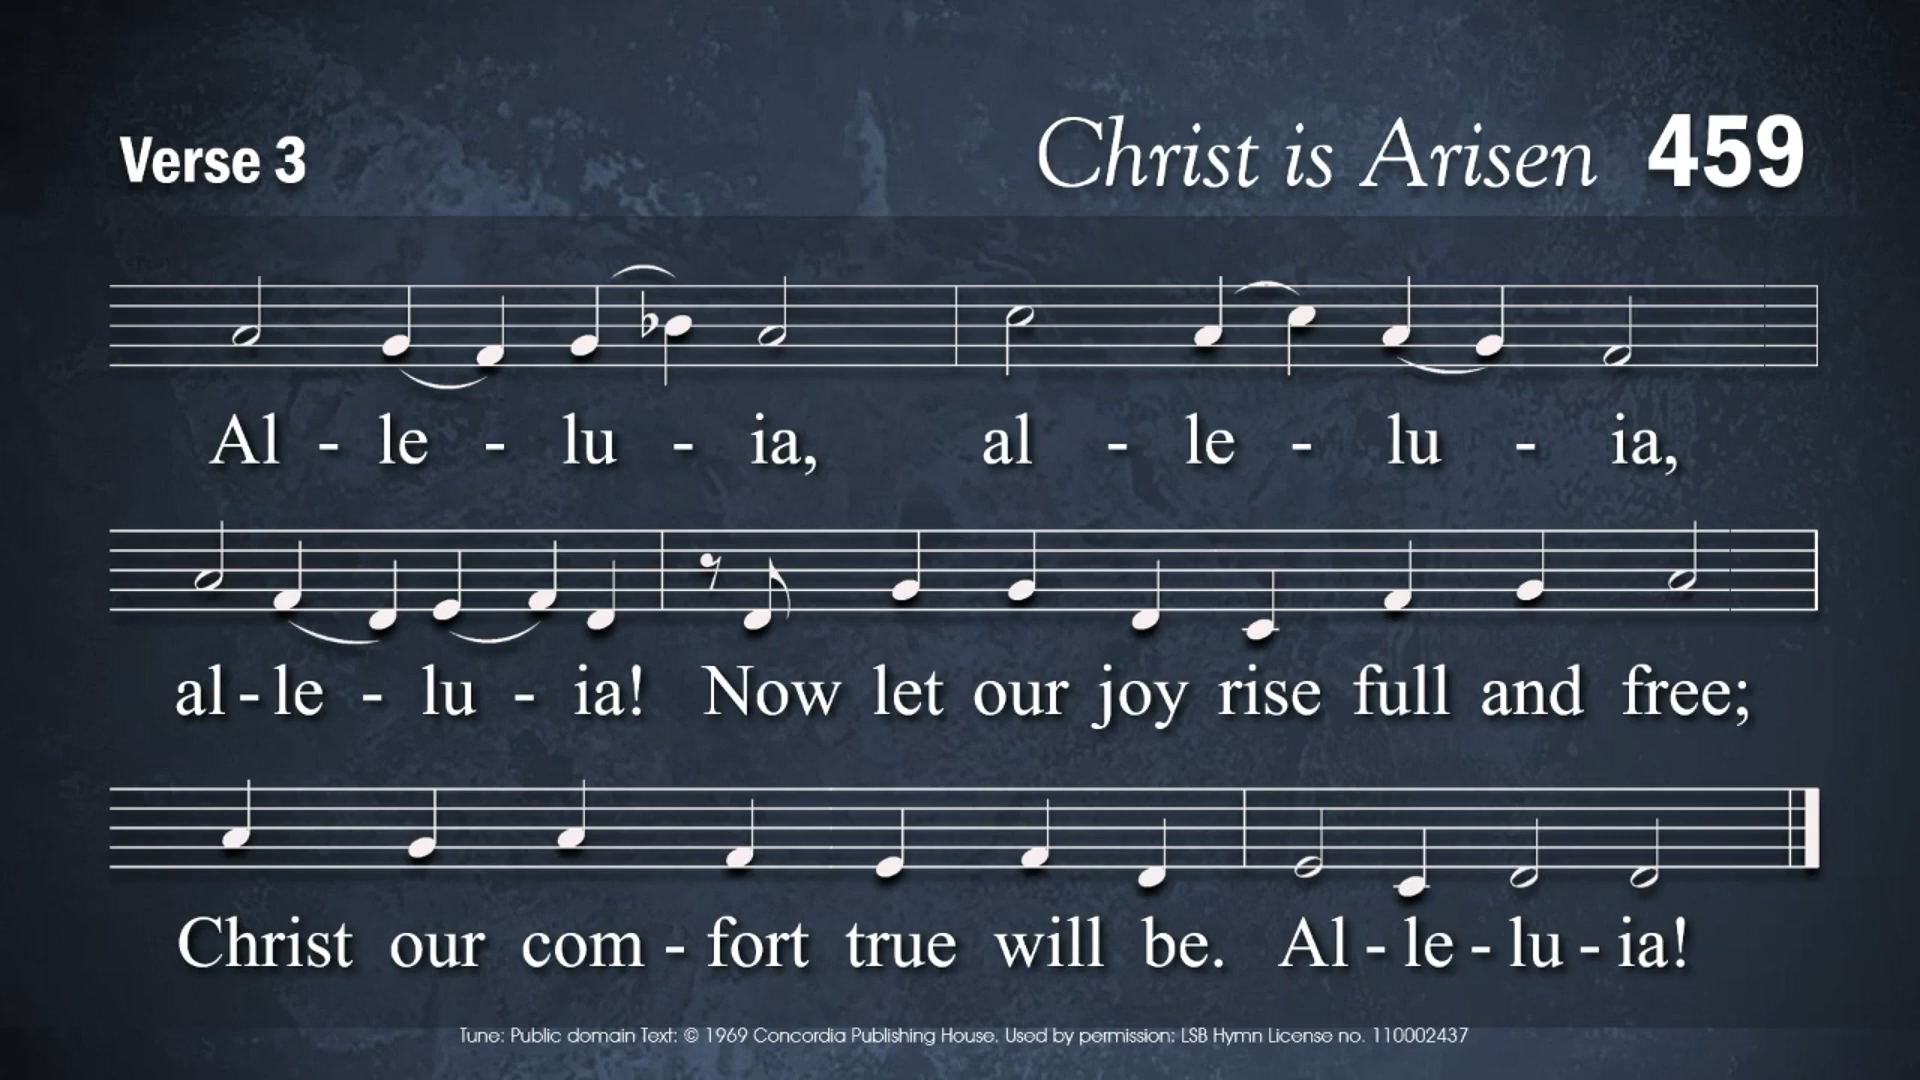 Verse 3 Christ is Arisen 459
Al - le - lu - ia, al - le - lu - ia,
al - le - lu - ia! Now let our joy rise full and free;
Christ our com - fort true will be. Al - le - lu - ia!
Tune: Public domain Text: © 1969 Concordia Publishing House. Used by permission: LSB Hymn License no. 110002437